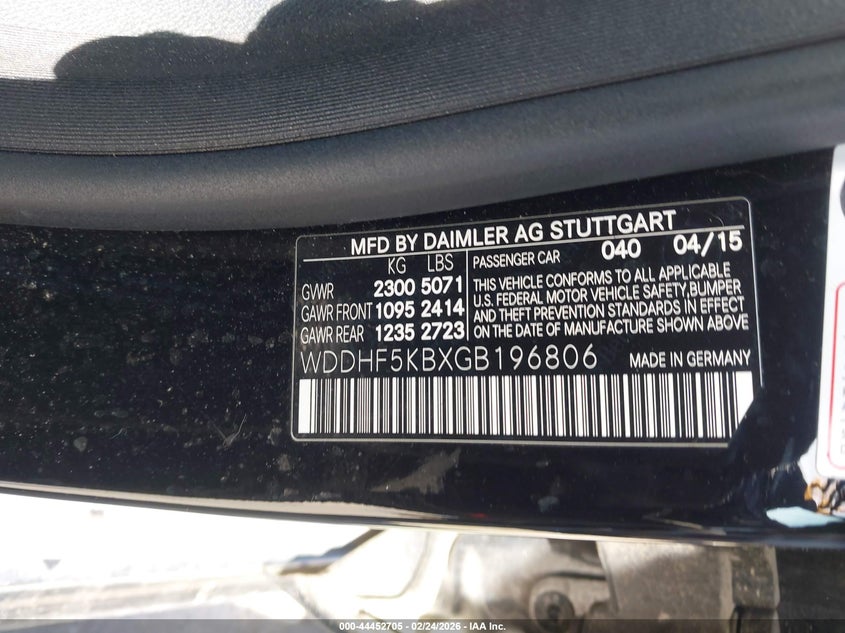 MFD BY DAIMLER AG STUTTGART
KG LBS
GVWR 2300 5071
GAWR FRONT 1095 2414
GAWR REAR 1235 2723
PASSENGER CAR 040 04/15
THIS VEHICLE CONFORMS TO ALL APPLICABLE
U.S. FEDERAL MOTOR VEHICLE SAFETY,BUMPER
AND THEFT PREVENTION STANDARDS IN EFFECT
ON THE DATE OF MANUFACTURE SHOWN ABOVE
WDDHF5KBXGB196806 MADE IN GERMANY
000-44452705 - 02/24/2026 - IAA Inc.